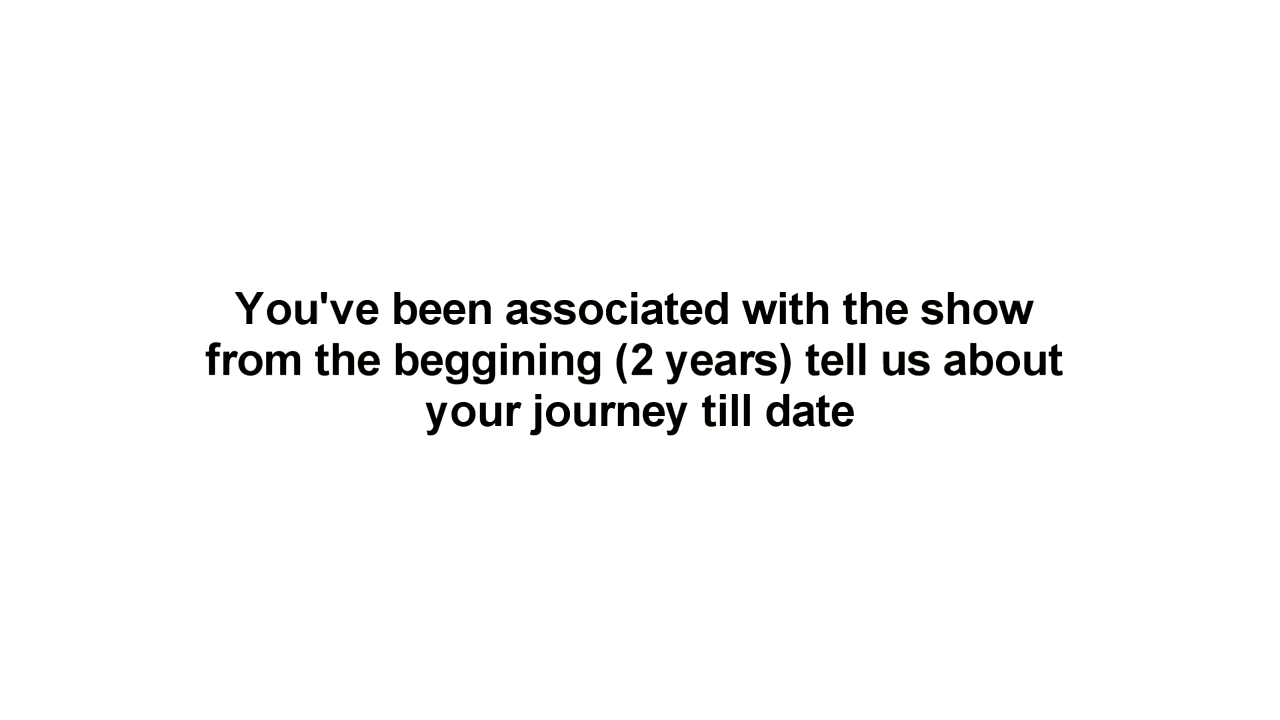 You've been associated with the show
from the beggining (2 years) tell us about
your journey till date